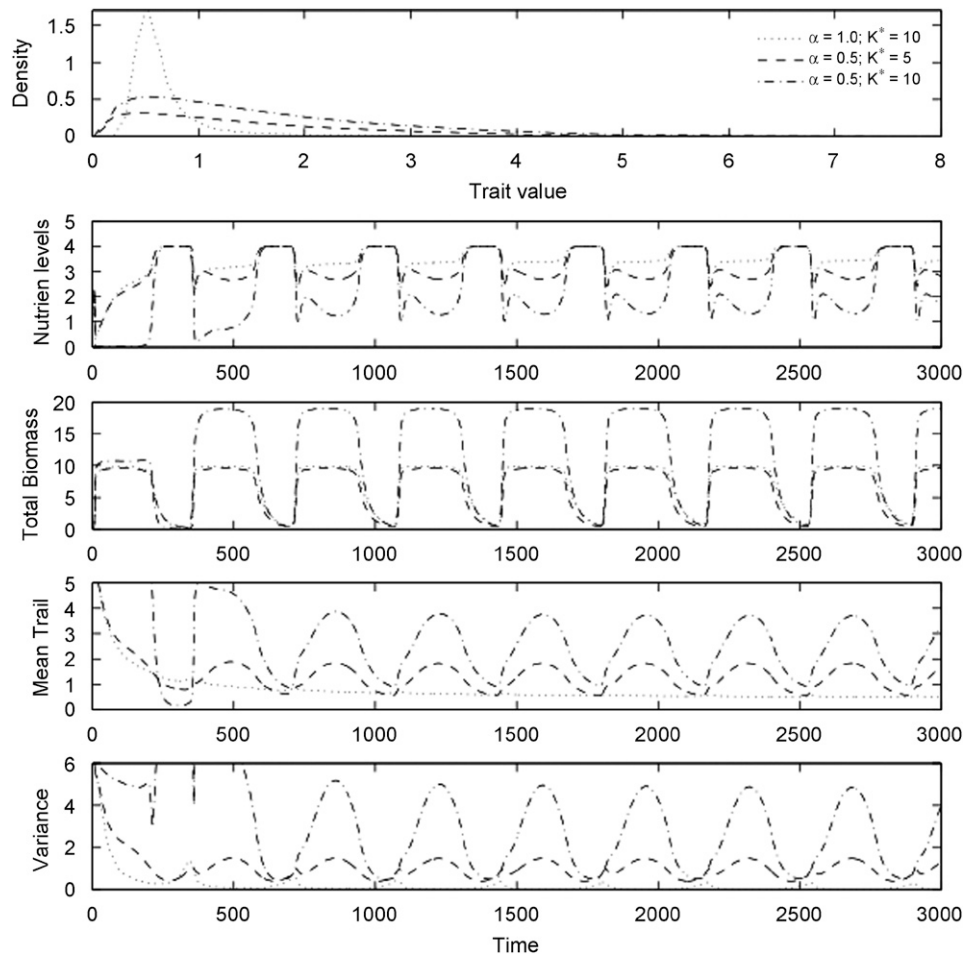 1.5
1
0.5
0
Density
α = 1.0; K* = 10
α = 0.5; K* = 5
α = 0.5; K* = 10
0 1 2 3 4 5 6 7 8
Trait value
5
4
3
2
1
0
Nutrien levels
0 500 1000 1500 2000 2500 3000
20
15
10
5
0
Total Biomass
0 500 1000 1500 2000 2500 3000
5
4
3
2
1
0
Mean Trail
0 500 1000 1500 2000 2500 3000
6
4
2
0
Variance
0 500 1000 1500 2000 2500 3000
Time